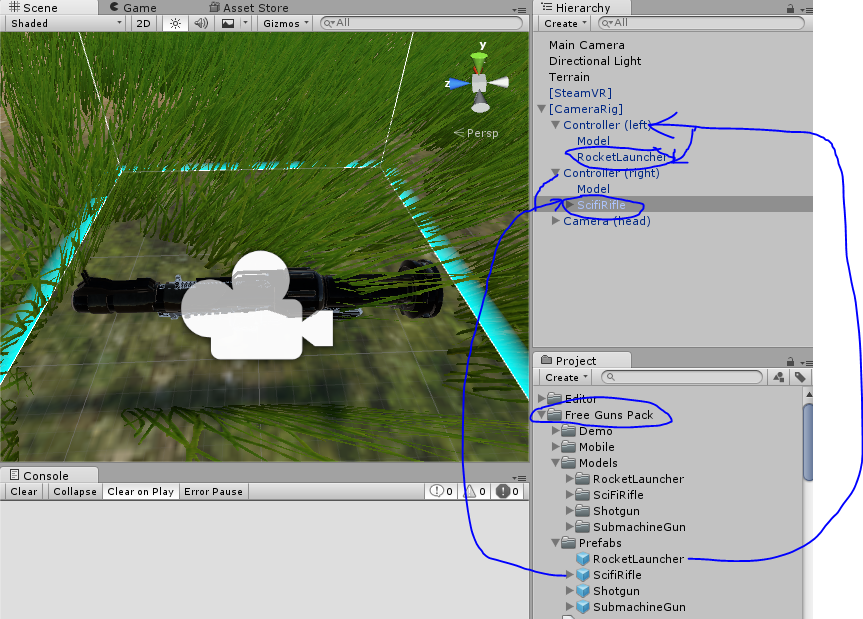 Scene Game Asset Store
Shaded 2D Gizmos All
y
z
Persp
Console
Clear Collapse Clear on Play Error Pause 0 0 0
Hierarchy
Create All
Main Camera
Directional Light
Terrain
[SteamVR]
[CameraRig]
Controller (left)
Model
RocketLauncher
Controller (right)
Model
ScifiRifle
Camera (head)
Project
Create
Editor
Free Guns Pack
Demo
Mobile
Models
RocketLauncher
SciFiRifle
Shotgun
SubmachineGun
Prefabs
RocketLauncher
ScifiRifle
Shotgun
SubmachineGun